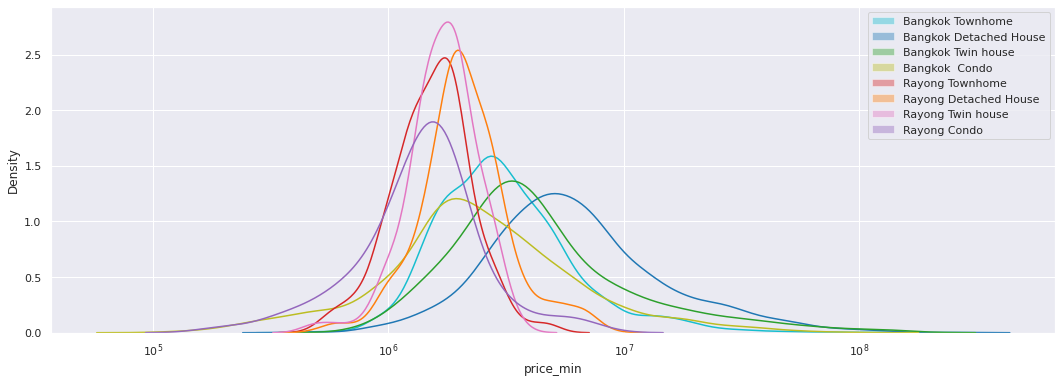 Density
2.5
2.0
1.5
1.0
0.5
0.0
10^5
10^6
10^7
10^8
price_min
Bangkok Townhome
Bangkok Detached House
Bangkok Twin house
Bangkok  Condo
Rayong Townhome
Rayong Detached House
Rayong Twin house
Rayong Condo